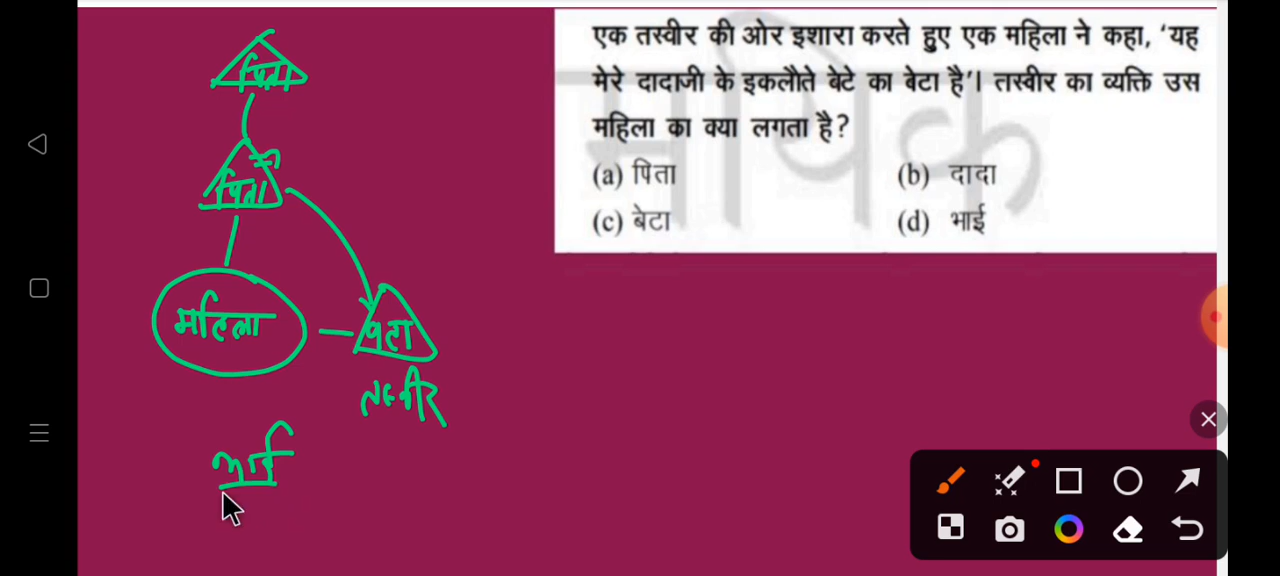 एक तस्वीर की ओर इशारा करते हुए एक महिला ने कहा, 'यह
मेरे दादाजी के इकलौते बेटे का बेटा है'। तस्वीर का व्यक्ति उस
महिला का क्या लगता है?
(a) पिता (b) दादा
(c) बेटा (d) भाई
पिता
पिता
महिला
तस्वीर
भाई